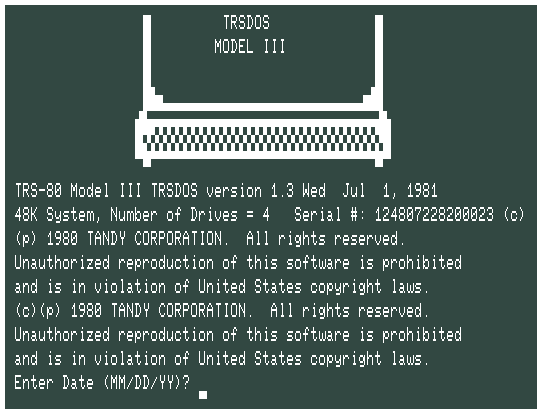 TRSDOS
MODEL III
TRS-80 Model III TRSDOS version 1.3 Wed  Jul  1, 1981
48K System, Number of Drives = 4   Serial #: 124807228200023 (c)
(p) 1980 TANDY CORPORATION.  All rights reserved.
Unauthorized reproduction of this software is prohibited
and is in violation of United States copyright laws.
(c)(p) 1980 TANDY CORPORATION.  All rights reserved.
Unauthorized reproduction of this software is prohibited
and is in violation of United States copyright laws.
Enter Date (MM/DD/YY)?